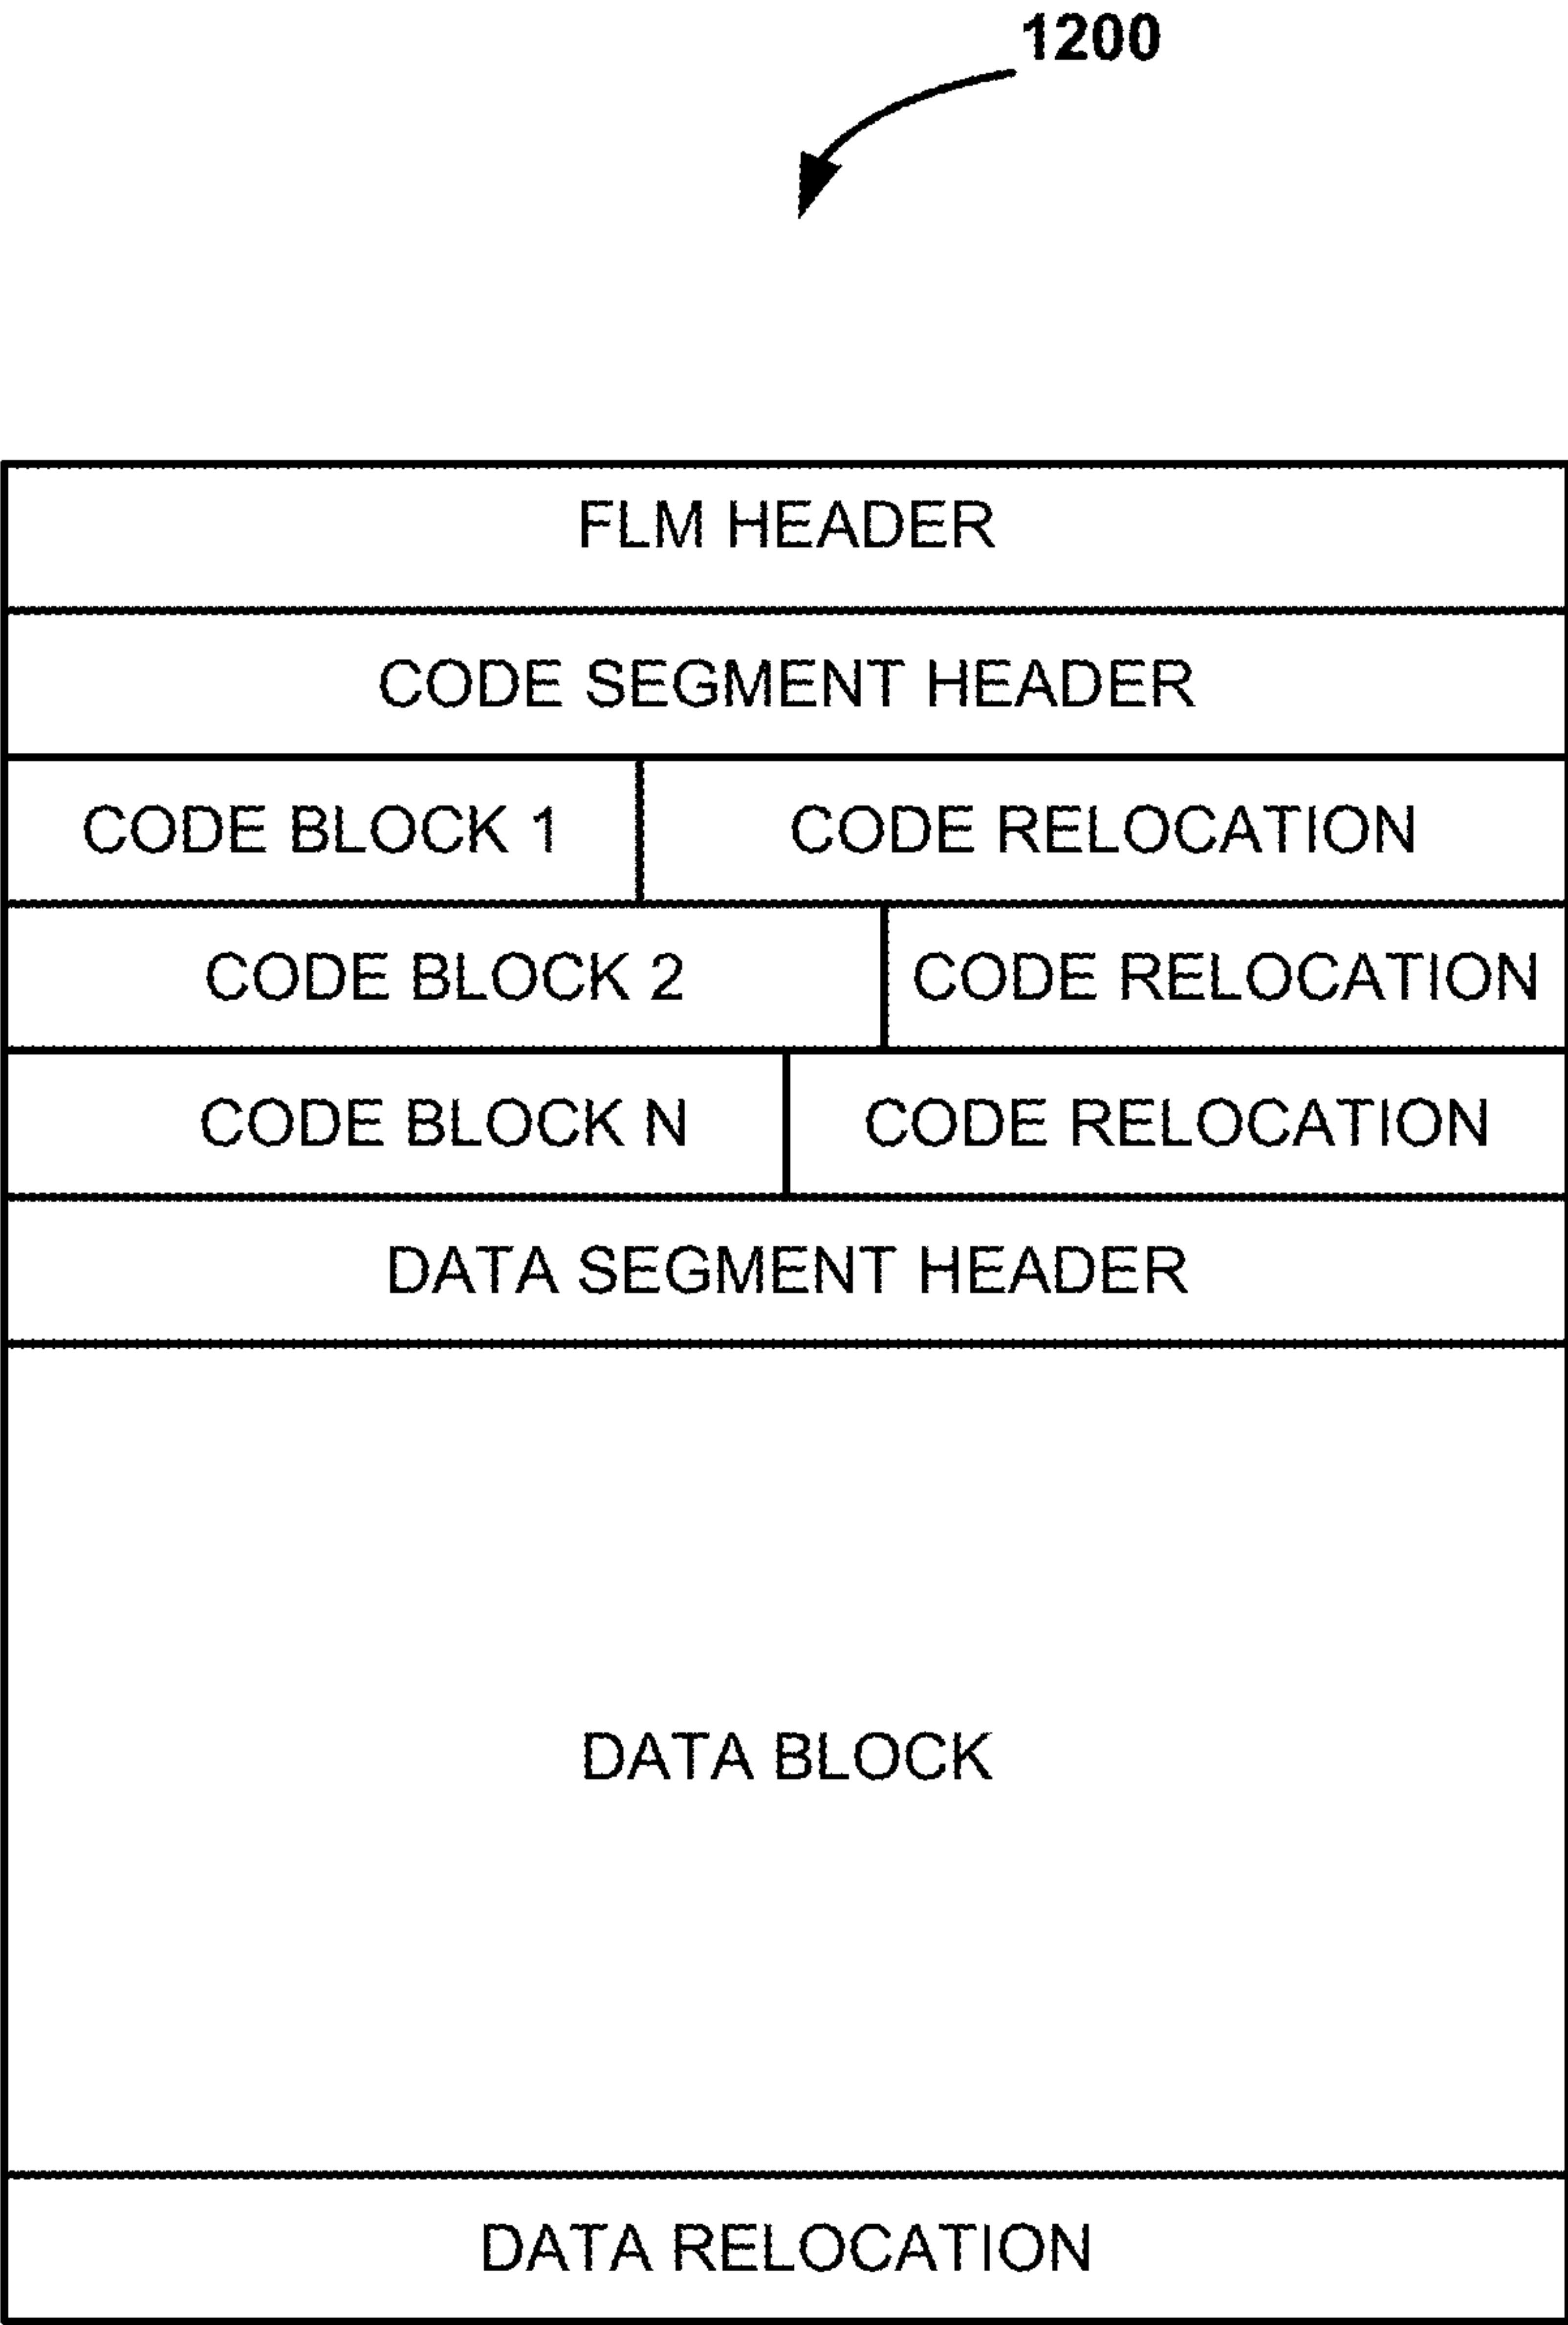 1200
FLM HEADER
CODE SEGMENT HEADER
CODE BLOCK 1 CODE RELOCATION
CODE BLOCK 2 CODE RELOCATION
CODE BLOCK N CODE RELOCATION
DATA SEGMENT HEADER
DATA BLOCK
DATA RELOCATION